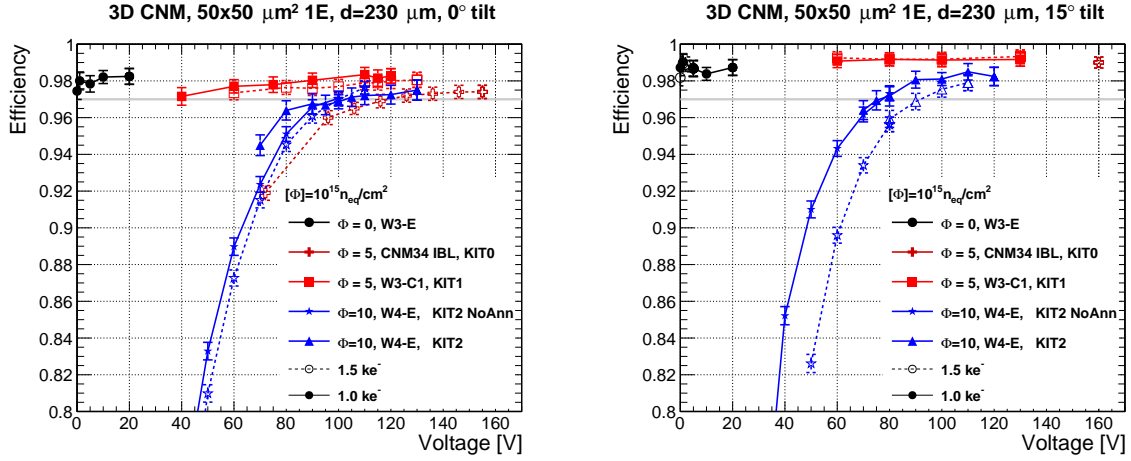 3D CNM, 50x50 μm² 1E, d=230 μm, 0° tilt
Efficiency
1
0.98
0.96
0.94
0.92
0.9
0.88
0.86
0.84
0.82
0.8
[Φ]=10¹⁵n_eq/cm²
Φ = 0, W3-E
Φ = 5, CNM34 IBL, KIT0
Φ = 5, W3-C1, KIT1
Φ=10, W4-E, KIT2 NoAnn
Φ=10, W4-E, KIT2
1.5 ke⁻
1.0 ke⁻
0 20 40 60 80 100 120 140 160
Voltage [V]
3D CNM, 50x50 μm² 1E, d=230 μm, 15° tilt
Efficiency
1
0.98
0.96
0.94
0.92
0.9
0.88
0.86
0.84
0.82
0.8
[Φ]=10¹⁵n_eq/cm²
Φ = 0, W3-E
Φ = 5, CNM34 IBL, KIT0
Φ = 5, W3-C1, KIT1
Φ=10, W4-E, KIT2 NoAnn
Φ=10, W4-E, KIT2
1.5 ke⁻
1.0 ke⁻
0 20 40 60 80 100 120 140 160
Voltage [V]